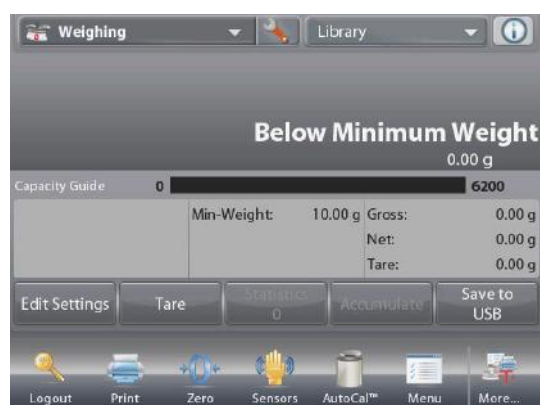 Weighing
Library
Below Minimum Weight
0.00 g
Capacity Guide 0 6200
Min-Weight: 10.00 g Gross: 0.00 g
Net: 0.00 g
Tare: 0.00 g
Edit Settings Tare Statistics 0 Accumulate Save to USB
Logout Print Zero Sensors AutoCal™ Menu More...